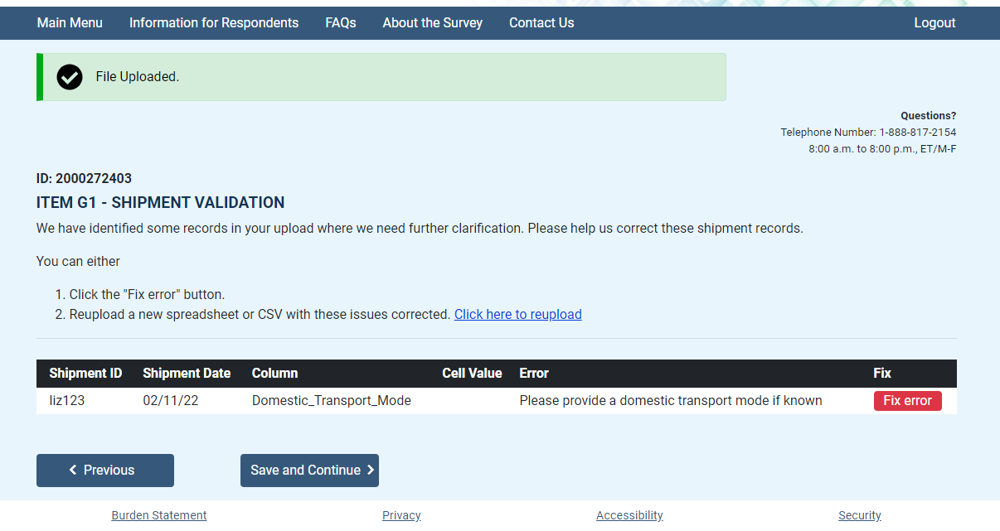 Main Menu Information for Respondents FAQs About the Survey Contact Us Logout
File Uploaded.
Questions?
Telephone Number: 1-888-817-2154
8:00 a.m. to 8:00 p.m., ET/M-F
ID: 2000272403
ITEM G1 - SHIPMENT VALIDATION
We have identified some records in your upload where we need further clarification. Please help us correct these shipment records.
You can either
1. Click the "Fix error" button.
2. Reupload a new spreadsheet or CSV with these issues corrected. Click here to reupload
Shipment ID Shipment Date Column Cell Value Error Fix
liz123 02/11/22 Domestic_Transport_Mode Please provide a domestic transport mode if known Fix error
Previous Save and Continue
Burden Statement Privacy Accessibility Security